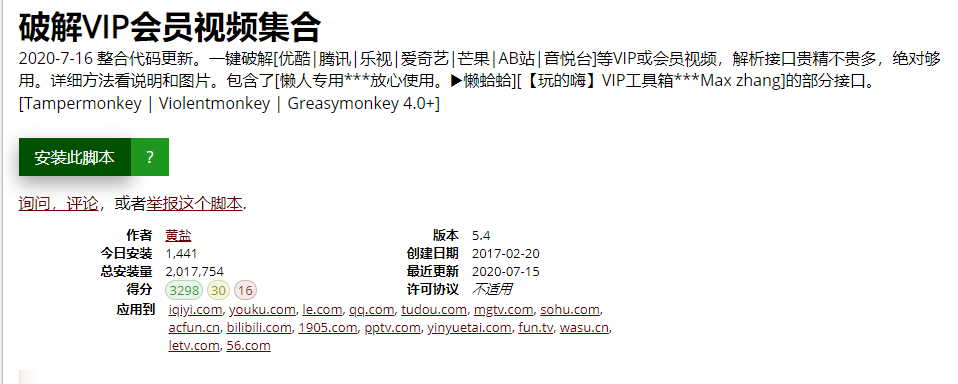 破解VIP会员视频集合
2020-7-16 整合代码更新。一键破解[优酷|腾讯|乐视|爱奇艺|芒果|AB站|音悦台]等VIP或会员视频，解析接口贵精不贵多，绝对够
用。详细方法看说明和图片。包含了[懒人专用***放心使用。▶懒蛤蛤][【玩的嗨】VIP工具箱***Max zhang]的部分接口。
[Tampermonkey | Violentmonkey | Greasymonkey 4.0+]
安装此脚本 ?
询问，评论，或者举报这个脚本.
作者 黄盐 版本 5.4
今日安装 1,441 创建日期 2017-02-20
总安装量 2,017,754 最近更新 2020-07-15
得分 3298 30 16 许可协议 不适用
应用到 iqiyi.com, youku.com, le.com, qq.com, tudou.com, mgtv.com, sohu.com,
acfun.cn, bilibili.com, 1905.com, pptv.com, yinyuetai.com, fun.tv, wasu.cn,
letv.com, 56.com